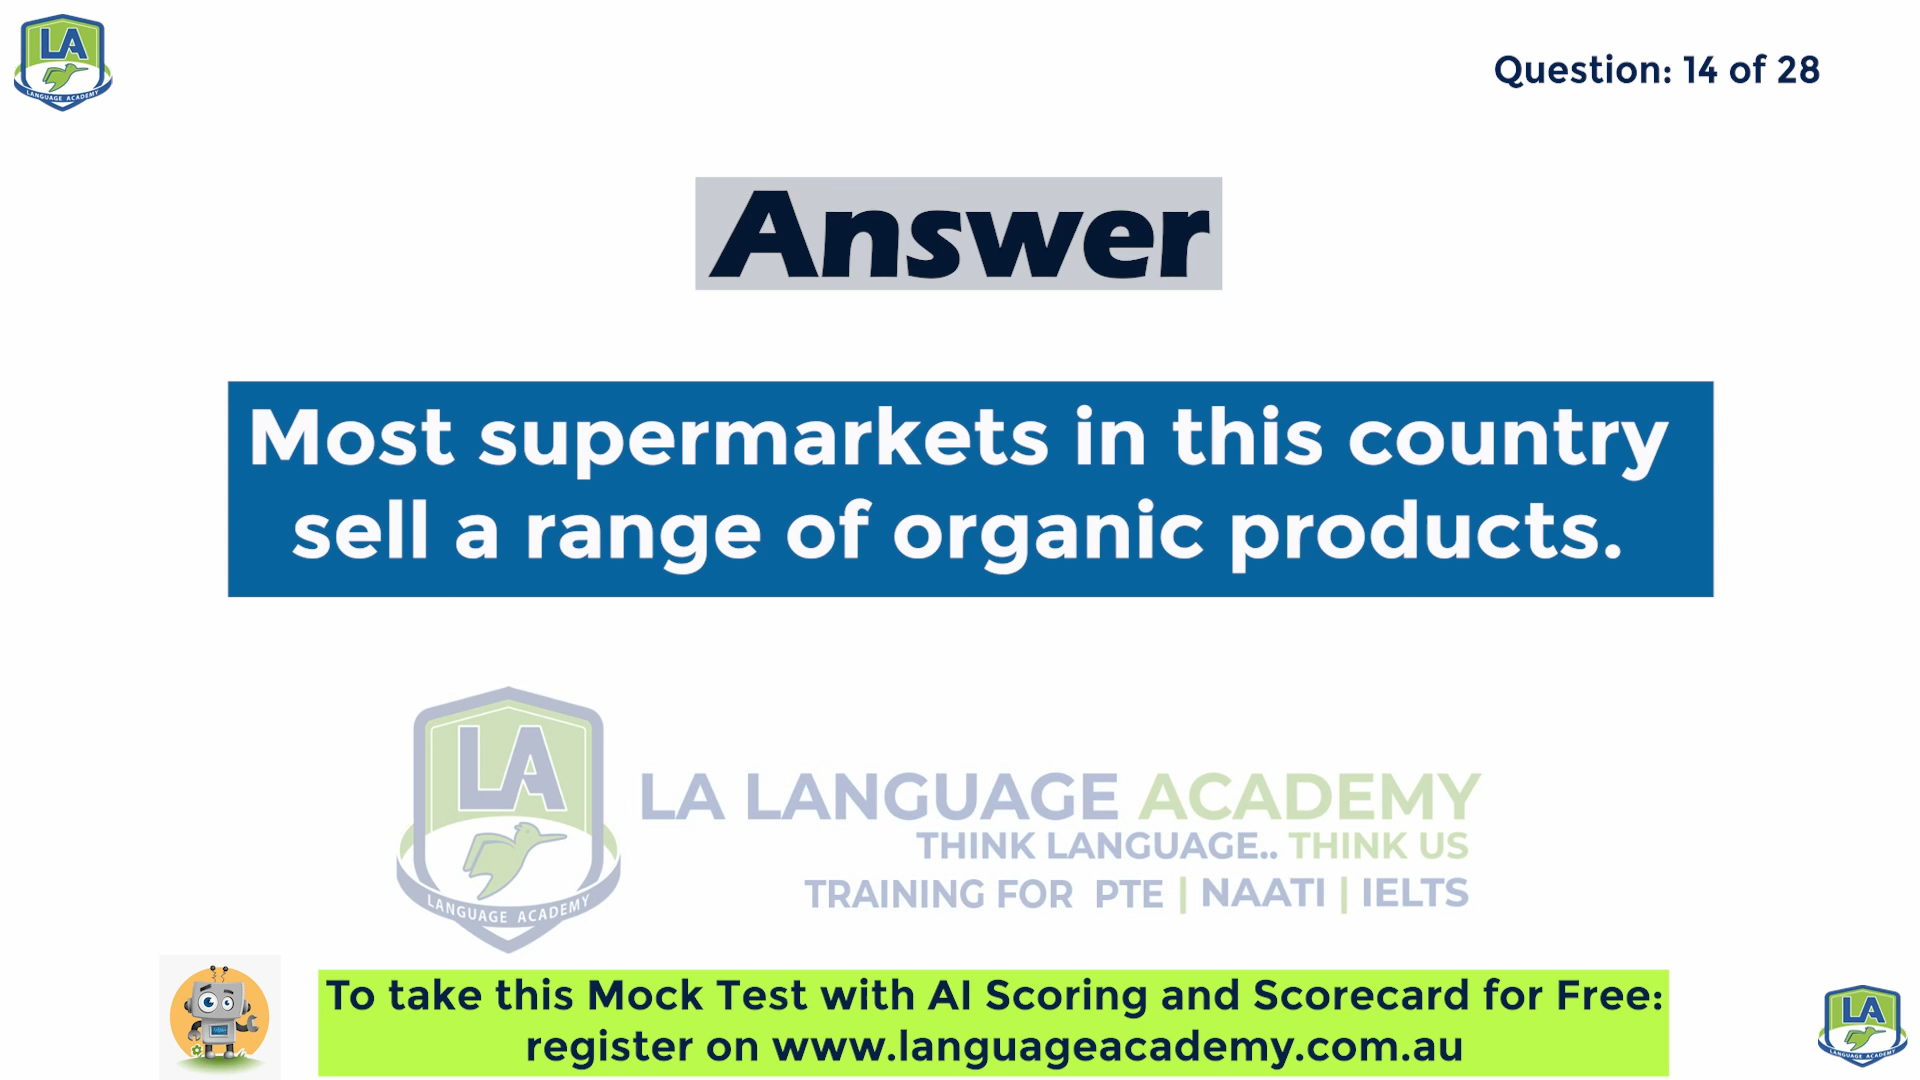 LA
LANGUAGE ACADEMY
Question: 14 of 28
Answer
Most supermarkets in this country
sell a range of organic products.
LA
LANGUAGE ACADEMY
LA LANGUAGE ACADEMY
THINK LANGUAGE.. THINK US
TRAINING FOR PTE | NAATI | IELTS
To take this Mock Test with AI Scoring and Scorecard for Free:
register on www.languageacademy.com.au
LA
LANGUAGE ACADEMY